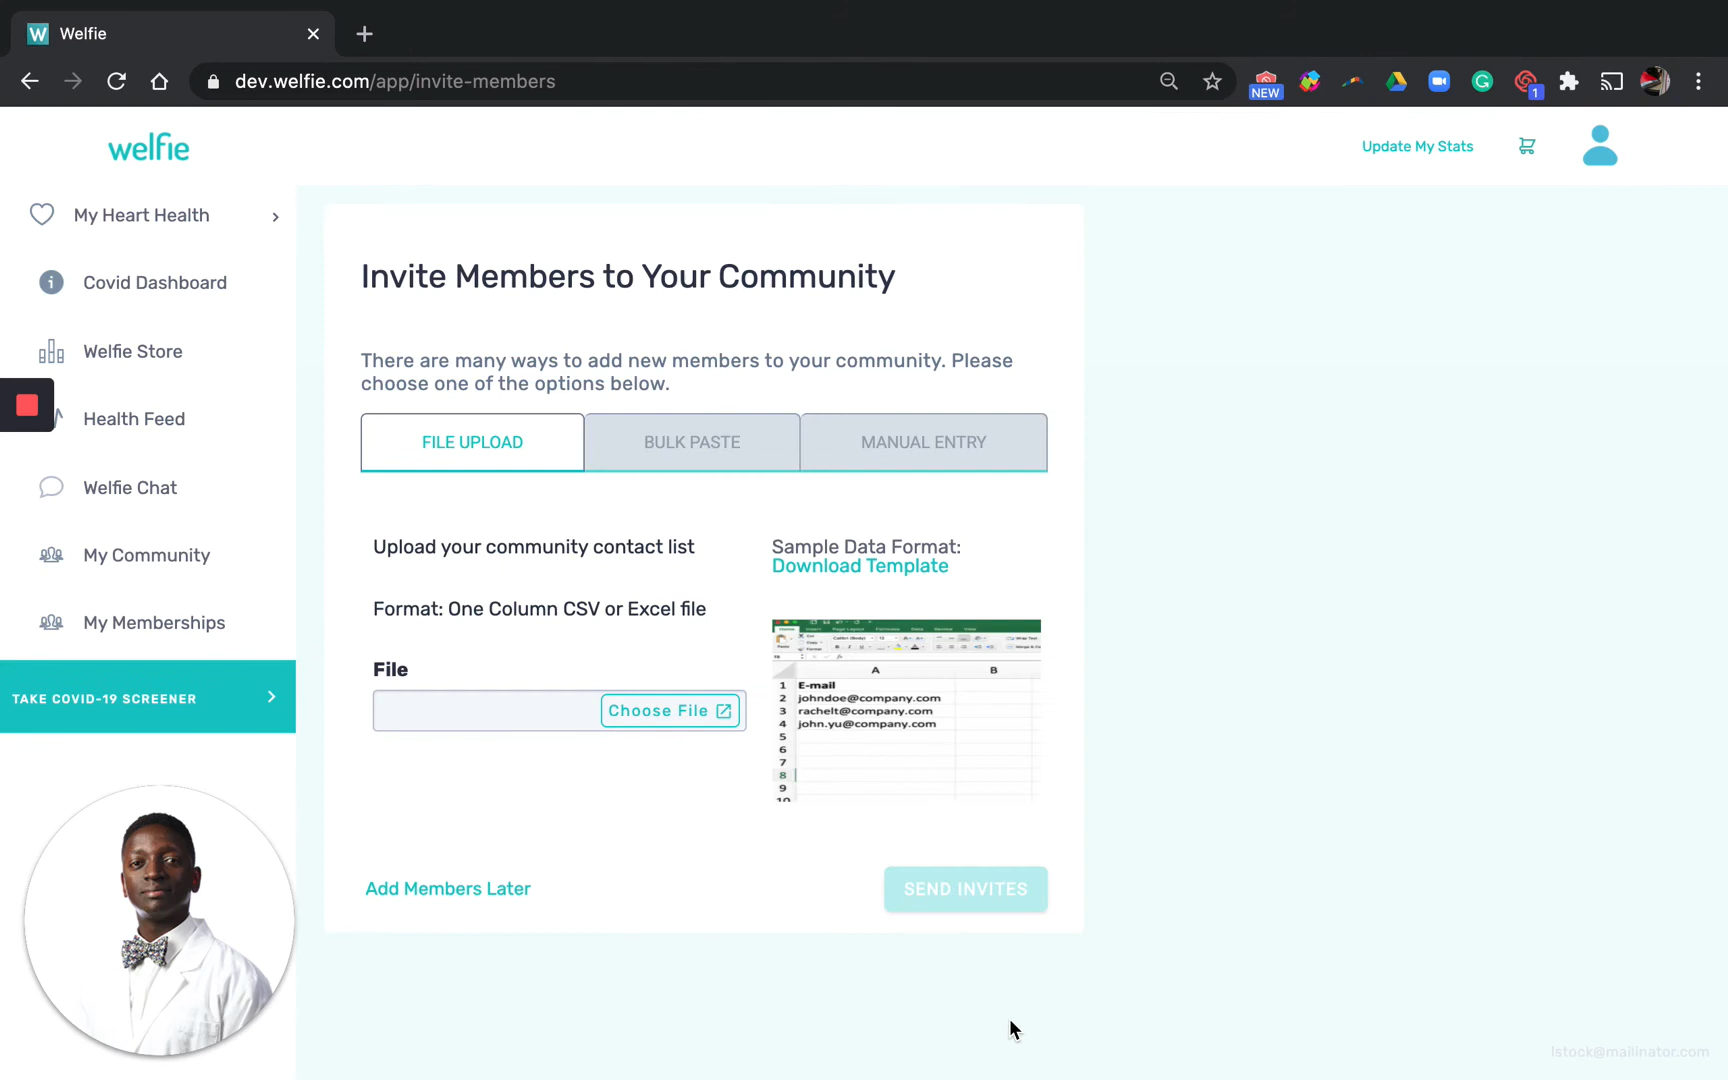 Welfie
dev.welfie.com/app/invite-members
NEW
1
welfie
Update My Stats
My Heart Health
Covid Dashboard
Welfie Store
Health Feed
Welfie Chat
My Community
My Memberships
TAKE COVID-19 SCREENER
Invite Members to Your Community
There are many ways to add new members to your community. Please
choose one of the options below.
FILE UPLOAD
BULK PASTE
MANUAL ENTRY
Upload your community contact list
Format: One Column CSV or Excel file
File
Choose File
Sample Data Format:
Download Template
A B
1 E-mail
2 johndoe@company.com
3 rachelt@company.com
4 john.yu@company.com
5
6
7
8
9
10
Add Members Later
SEND INVITES
lstock@mailinator.com